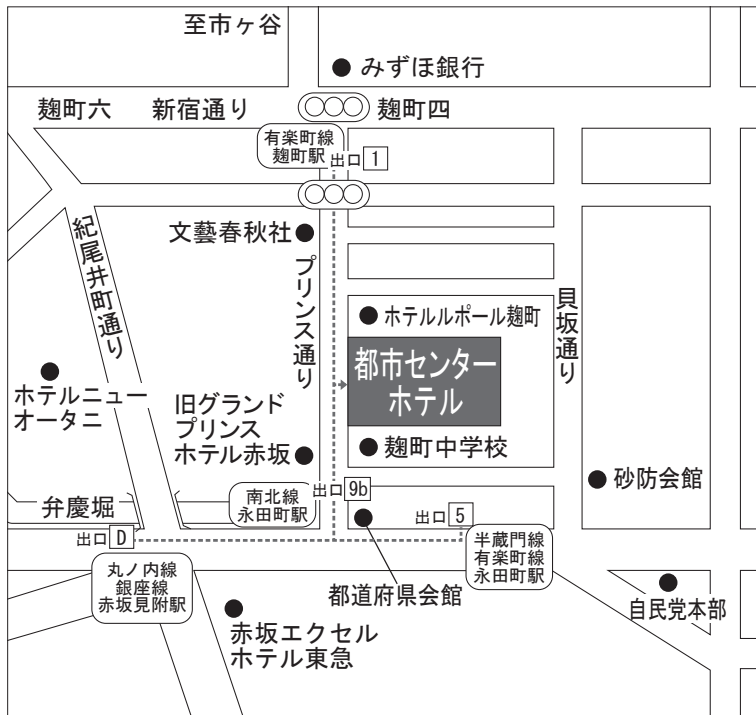 至市ヶ谷
みずほ銀行
麹町六
新宿通り
麹町四
有楽町線
麹町駅
出口 1
文藝春秋社
プリンス通り
紀尾井町通り
貝坂通り
ホテルルポール麹町
都市センター
ホテル
ホテルニュー
オータニ
旧グランド
プリンス
ホテル赤坂
麹町中学校
砂防会館
弁慶堀
南北線
永田町駅
出口 9b
出口 5
出口 D
半蔵門線
有楽町線
永田町駅
丸ノ内線
銀座線
赤坂見附駅
都道府県会館
自民党本部
赤坂エクセル
ホテル東急